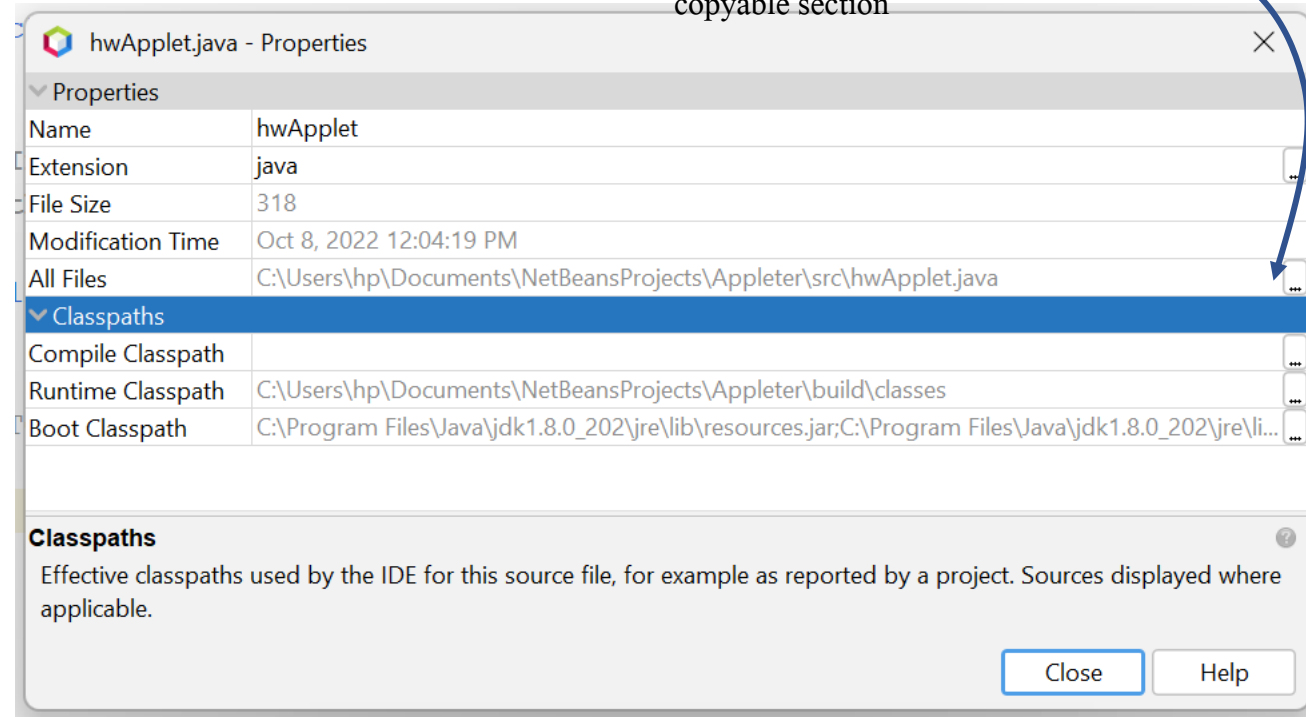 copyable section
hwApplet.java - Properties
Properties
Name hwApplet
Extension java
...
File Size 318
Modification Time Oct 8, 2022 12:04:19 PM
All Files C:\Users\hp\Documents\NetBeansProjects\Appleter\src\hwApplet.java
...
Classpaths
Compile Classpath
...
Runtime Classpath C:\Users\hp\Documents\NetBeansProjects\Appleter\build\classes
...
Boot Classpath C:\Program Files\Java\jdk1.8.0_202\jre\lib\resources.jar;C:\Program Files\Java\jdk1.8.0_202\jre\li...
...
Classpaths
?
Effective classpaths used by the IDE for this source file, for example as reported by a project. Sources displayed where
applicable.
Close Help